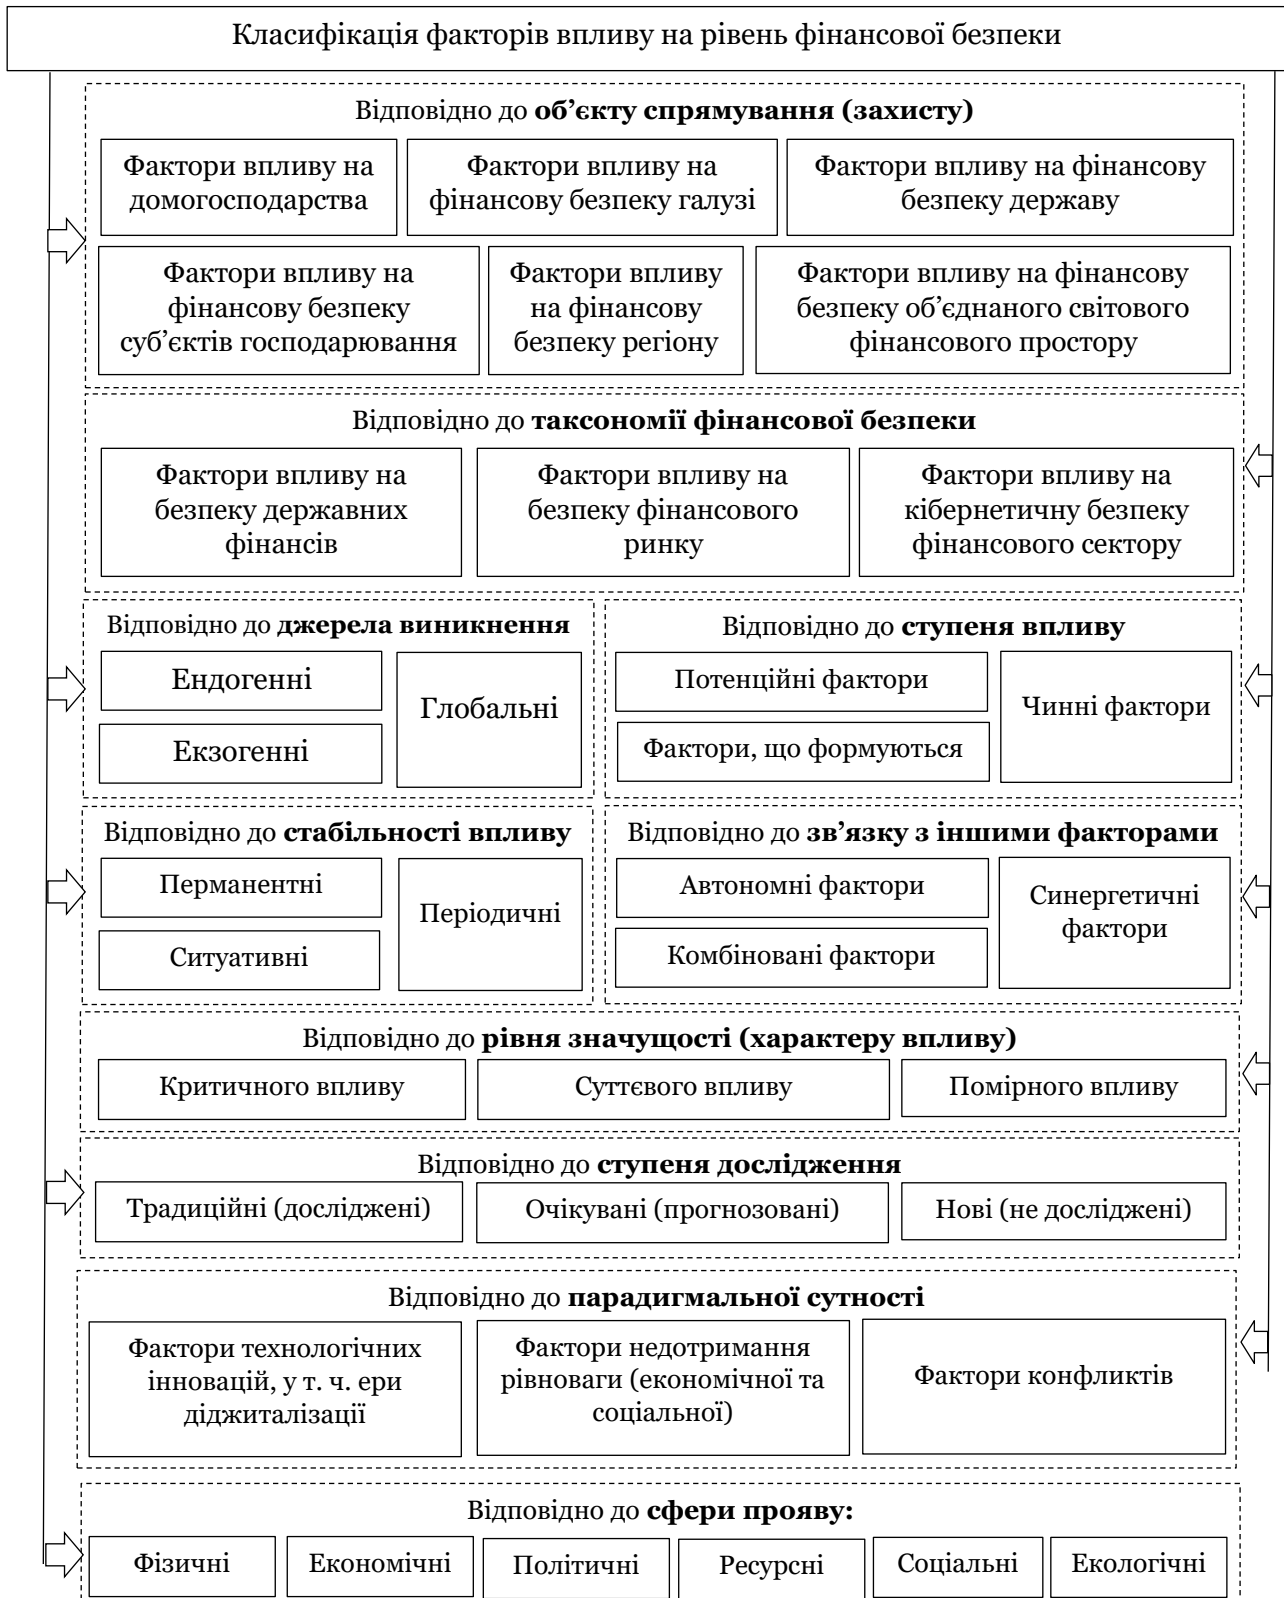 Класифікація факторів впливу на рівень фінансової безпеки
Відповідно до об’єкту спрямування (захисту)
Фактори впливу на
домогосподарства
Фактори впливу на
фінансову безпеку галузі
Фактори впливу на фінансову
безпеку державу
Фактори впливу на
фінансову безпеку
суб’єктів господарювання
Фактори впливу
на фінансову
безпеку регіону
Фактори впливу на фінансову
безпеку об’єднаного світового
фінансового простору
Відповідно до таксономії фінансової безпеки
Фактори впливу на
безпеку державних
фінансів
Фактори впливу на
безпеку фінансового
ринку
Фактори впливу на
кібернетичну безпеку
фінансового сектору
Відповідно до джерела виникнення
Ендогенні
Екзогенні
Глобальні
Відповідно до ступеня впливу
Потенційні фактори
Фактори, що формуються
Чинні фактори
Відповідно до стабільності впливу
Перманентні
Ситуативні
Періодичні
Відповідно до зв’язку з іншими факторами
Автономні фактори
Комбіновані фактори
Синергетичні
фактори
Відповідно до рівня значущості (характеру впливу)
Критичного впливу
Суттєвого впливу
Помірного впливу
Відповідно до ступеня дослідження
Традиційні (досліджені)
Очікувані (прогнозовані)
Нові (не досліджені)
Відповідно до парадигмальної сутності
Фактори технологічних
інновацій, у т. ч. ери
діджиталізації
Фактори недотримання
рівноваги (економічної та
соціальної)
Фактори конфликтів
Відповідно до сфери прояву:
Фізичні
Економічні
Політичні
Ресурсні
Соціальні
Екологічні